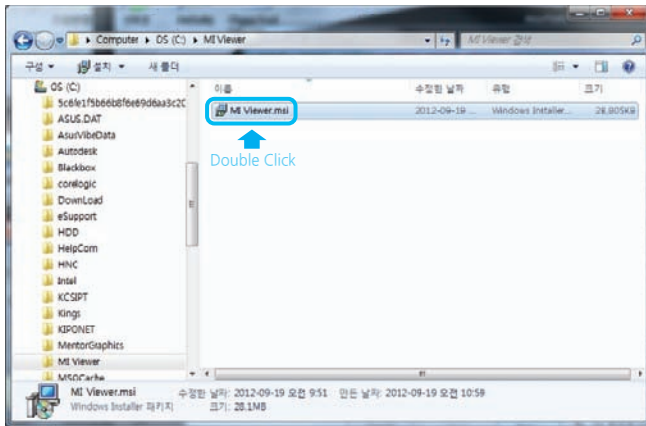 Computer ▸ OS (C:) ▸ MI Viewer
MI Viewer 검색
구성 ▾ 설치 ▾ 새 폴더
OS (C:)
5c6fe1f5b66b8f6e69d6aa3c2C
ASUS.DAT
AsusVibeData
Autodesk
Blackbox
corelogic
DownLoad
eSupport
HDD
HelpCom
HNC
Intel
KCSIPT
Kings
KIPONET
MentorGraphics
MI Viewer
MSOCache
이름 수정한 날짜 유형 크기
MI Viewer.msi 2012-09-19 ... Windows Installer ... 28,805KB
Double Click
MI Viewer.msi 수정한 날짜: 2012-09-19 오전 9:51 만든 날짜: 2012-09-19 오전 10:59
Windows Installer 패키지 크기: 28.1MB